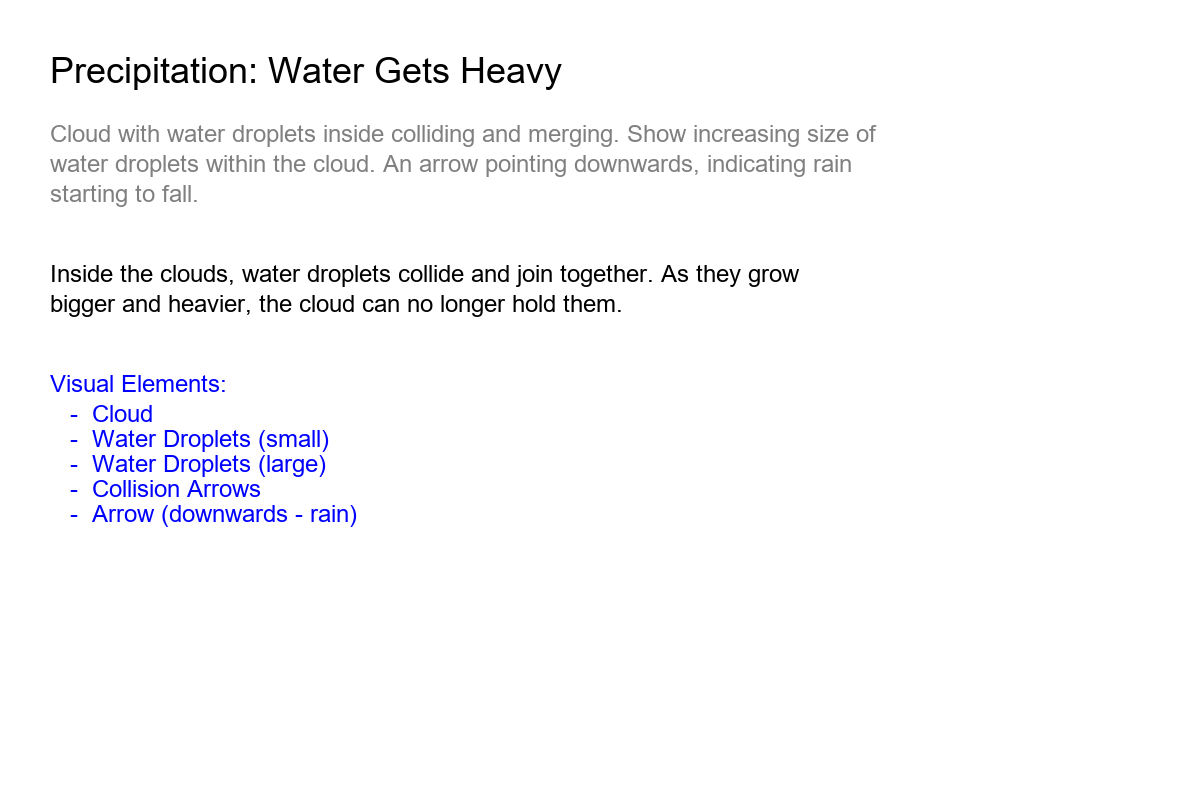 Precipitation: Water Gets Heavy
Cloud with water droplets inside colliding and merging. Show increasing size of
water droplets within the cloud. An arrow pointing downwards, indicating rain
starting to fall.
Inside the clouds, water droplets collide and join together. As they grow
bigger and heavier, the cloud can no longer hold them.
Visual Elements:
- Cloud
- Water Droplets (small)
- Water Droplets (large)
- Collision Arrows
- Arrow (downwards - rain)